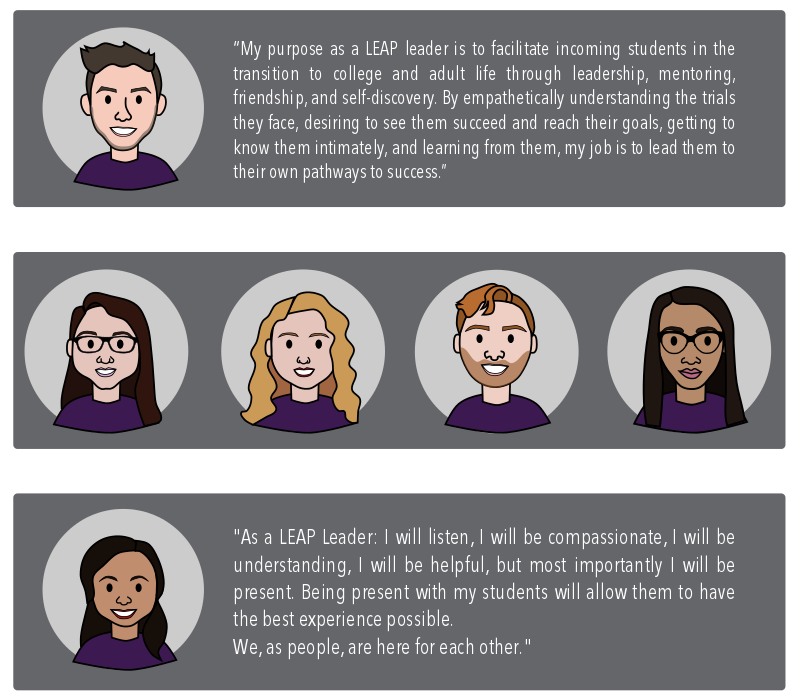 “My purpose as a LEAP leader is to facilitate incoming students in the
transition to college and adult life through leadership, mentoring,
friendship, and self-discovery. By empathetically understanding the trials
they face, desiring to see them succeed and reach their goals, getting to
know them intimately, and learning from them, my job is to lead them to
their own pathways to success.”
"As a LEAP Leader: I will listen, I will be compassionate, I will be
understanding, I will be helpful, but most importantly I will be
present. Being present with my students will allow them to have
the best experience possible.
We, as people, are here for each other."